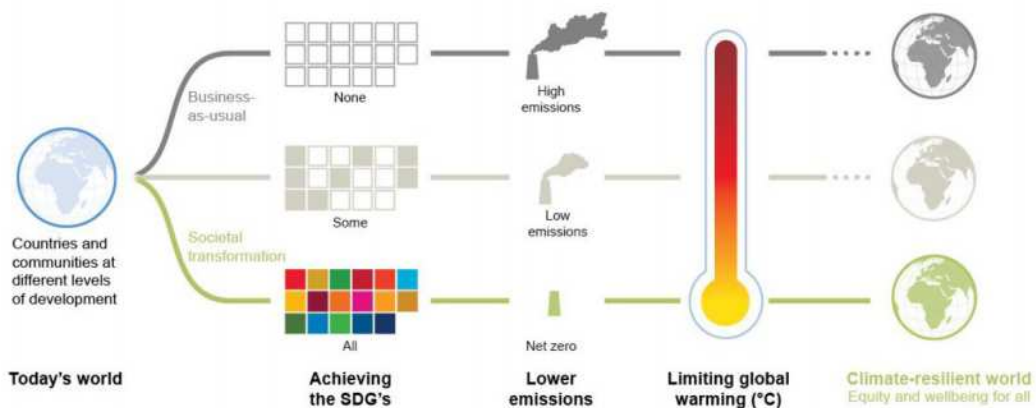 Business-
as-usual
None
High
emissions
Some
Low
emissions
Countries and
communities at
different levels
of development
Societal
transformation
All
Net zero
Today's world
Achieving
the SDG's
Lower
emissions
Limiting global
warming (°C)
Climate-resilient world
Equity and wellbeing for all